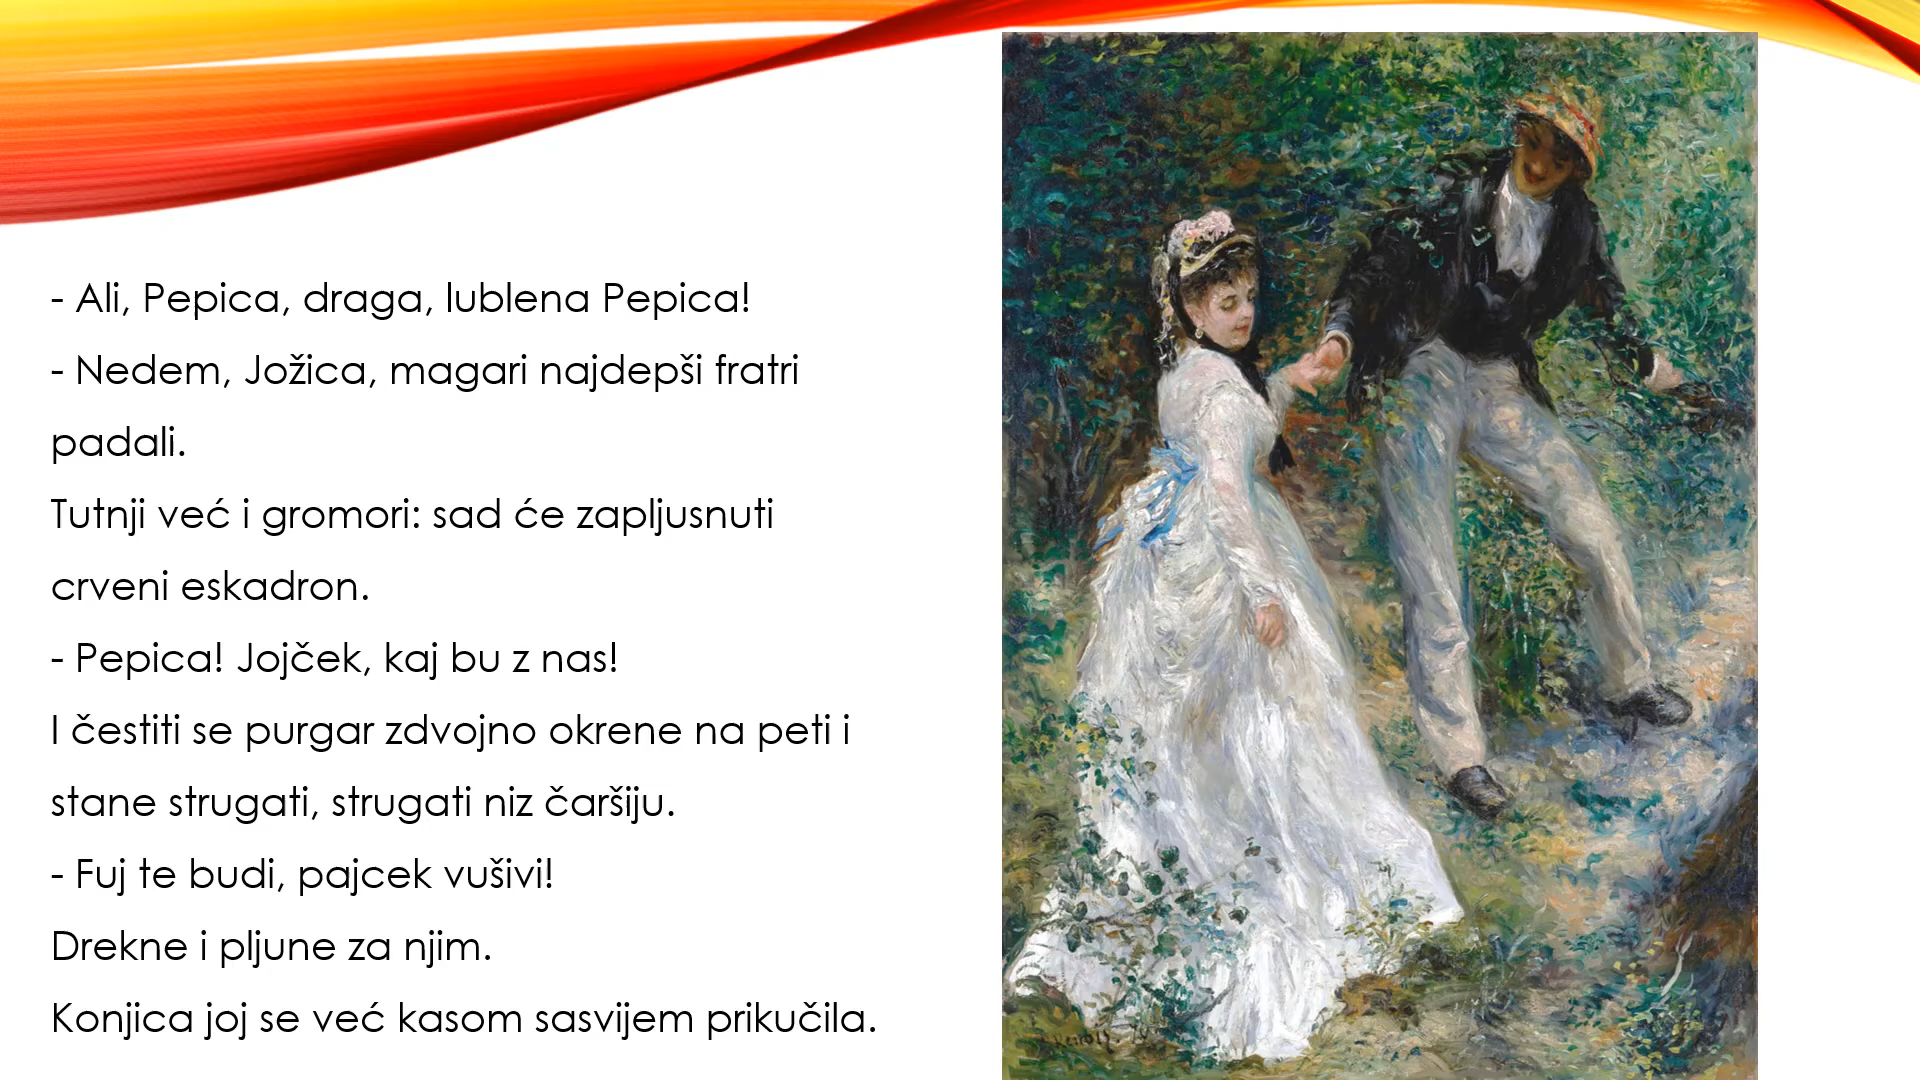 - Ali, Pepica, draga, lublena Pepica!
- Nedem, Jožica, magari najdepši fratri
padali.
Tutnji već i gromori: sad će zapljusnuti
crveni eskadron.
- Pepica! Jojček, kaj bu z nas!
I čestiti se purgar zdvojno okrene na peti i
stane strugati, strugati niz čaršiju.
- Fuj te budi, pajcek vušivi!
Drekne i pljune za njim.
Konjica joj se već kasom sasvijem prikučila.
Renoir. 70